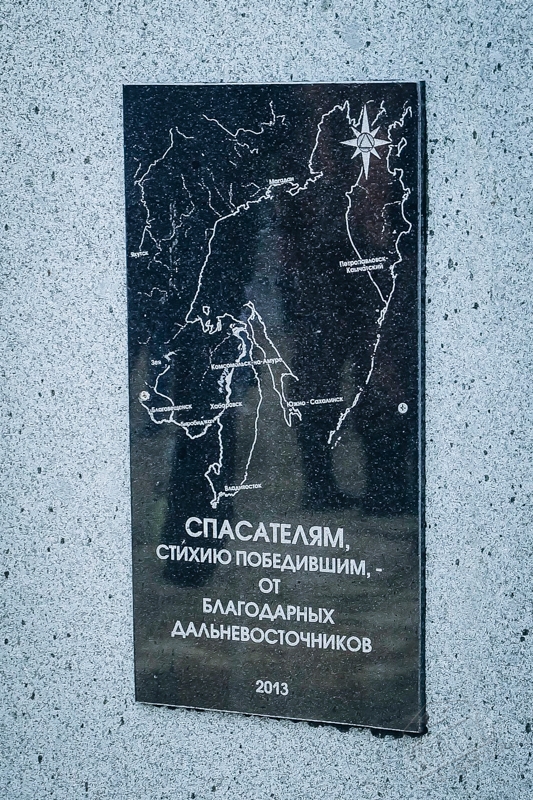 Магадан
Якутск
Петропавловск-
Камчатский
Зея
Комсомольск-на-Амуре
Благовещенск
Хабаровск
Южно - Сахалинск
Биробиджан
Владивосток
СПАСАТЕЛЯМ,
СТИХИЮ ПОБЕДИВШИМ, -
ОТ
БЛАГОДАРНЫХ
ДАЛЬНЕВОСТОЧНИКОВ
2013